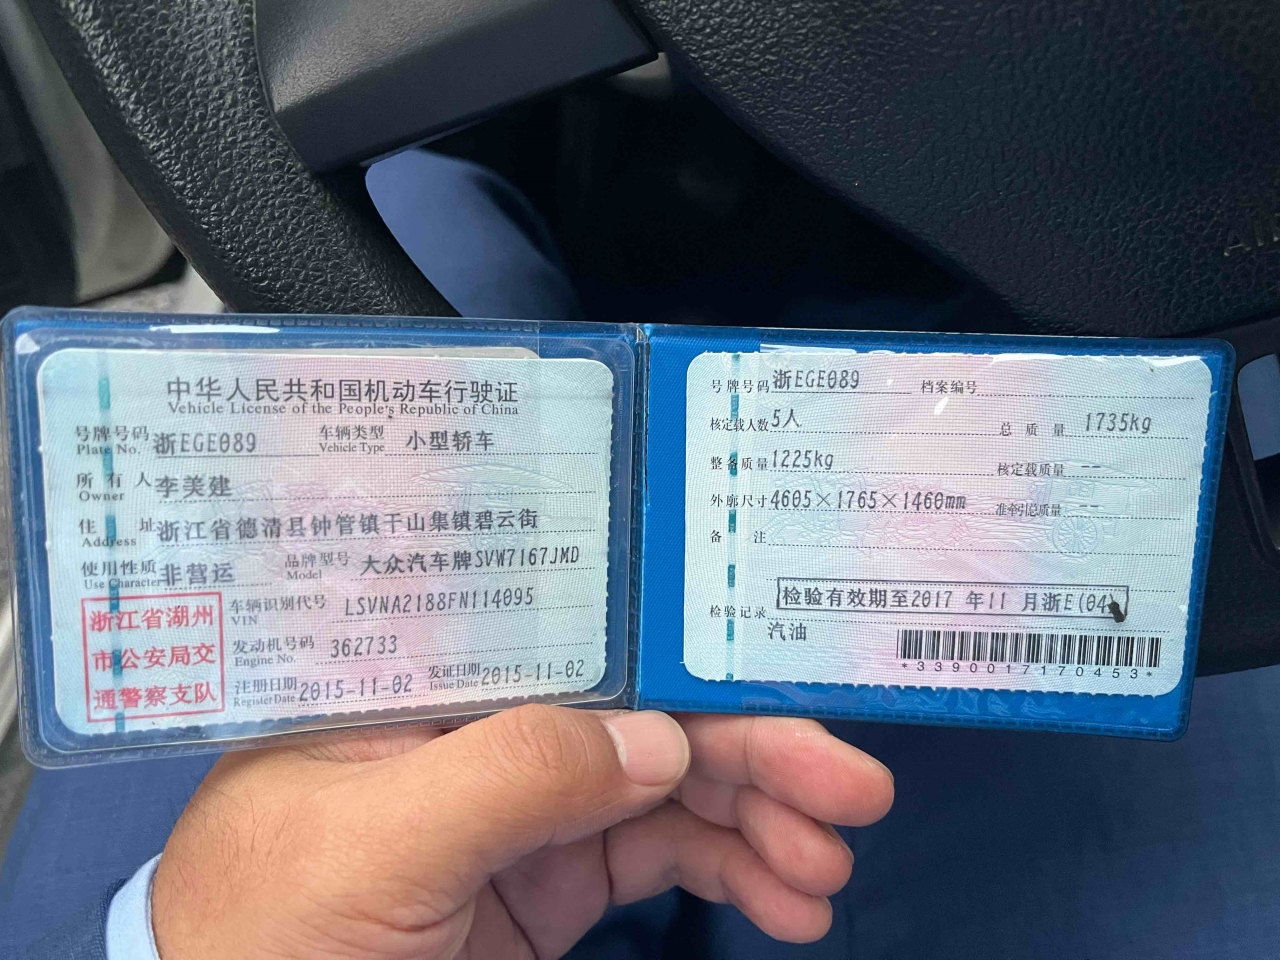 中华人民共和国机动车行驶证
Vehicle License of the People's Republic of China
号牌号码 浙EGE089 车辆类型 小型轿车
Plate No. Vehicle Type
所有人 李美建
Owner
住址 浙江省德清县钟管镇干山集镇碧云街
Address
使用性质 非营运 品牌型号 大众汽车牌SVW7167JMD
Use Character Model
浙江省湖州
市公安局交
通警察支队
车辆识别代号 LSVNA2188FN114095
VIN
发动机号码 362733
Engine No.
注册日期 2015-11-02 发证日期 2015-11-02
Register Date Issue Date
号牌号码 浙EGE089 档案编号
核定载人数 5人 总质量 1735kg
整备质量 1225kg 核定载质量 --
外廓尺寸 4605×1765×1460mm 准牵引总质量 --
备注
检验记录 检验有效期至2017 年11 月浙E(04)
汽油
*3390017170453*